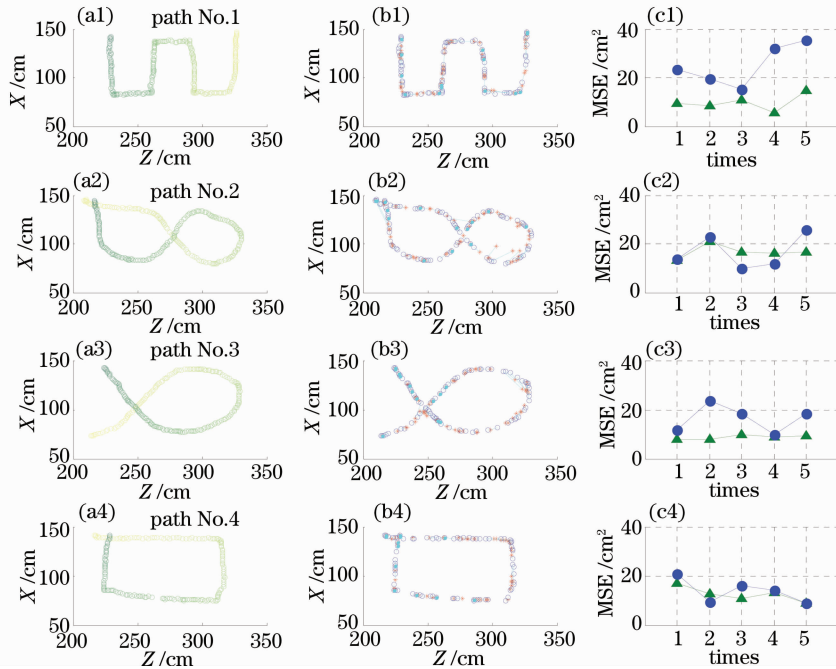 (a1) path No.1
150
100
50
X /cm
200 250 300 350
Z /cm
(b1)
150
100
50
X /cm
200 250 300 350
Z /cm
(c1)
40
20
0
MSE /cm²
1 2 3 4 5
times
(a2) path No.2
150
100
50
X /cm
200 250 300 350
Z /cm
(b2)
150
100
50
X /cm
200 250 300 350
Z /cm
(c2)
40
20
0
MSE /cm²
1 2 3 4 5
times
(a3) path No.3
150
100
50
X /cm
200 250 300 350
Z /cm
(b3)
150
100
50
X /cm
200 250 300 350
Z /cm
(c3)
40
20
0
MSE /cm²
1 2 3 4 5
times
(a4) path No.4
150
100
50
X /cm
200 250 300 350
Z /cm
(b4)
150
100
50
X /cm
200 250 300 350
Z /cm
(c4)
40
20
0
MSE /cm²
1 2 3 4 5
times